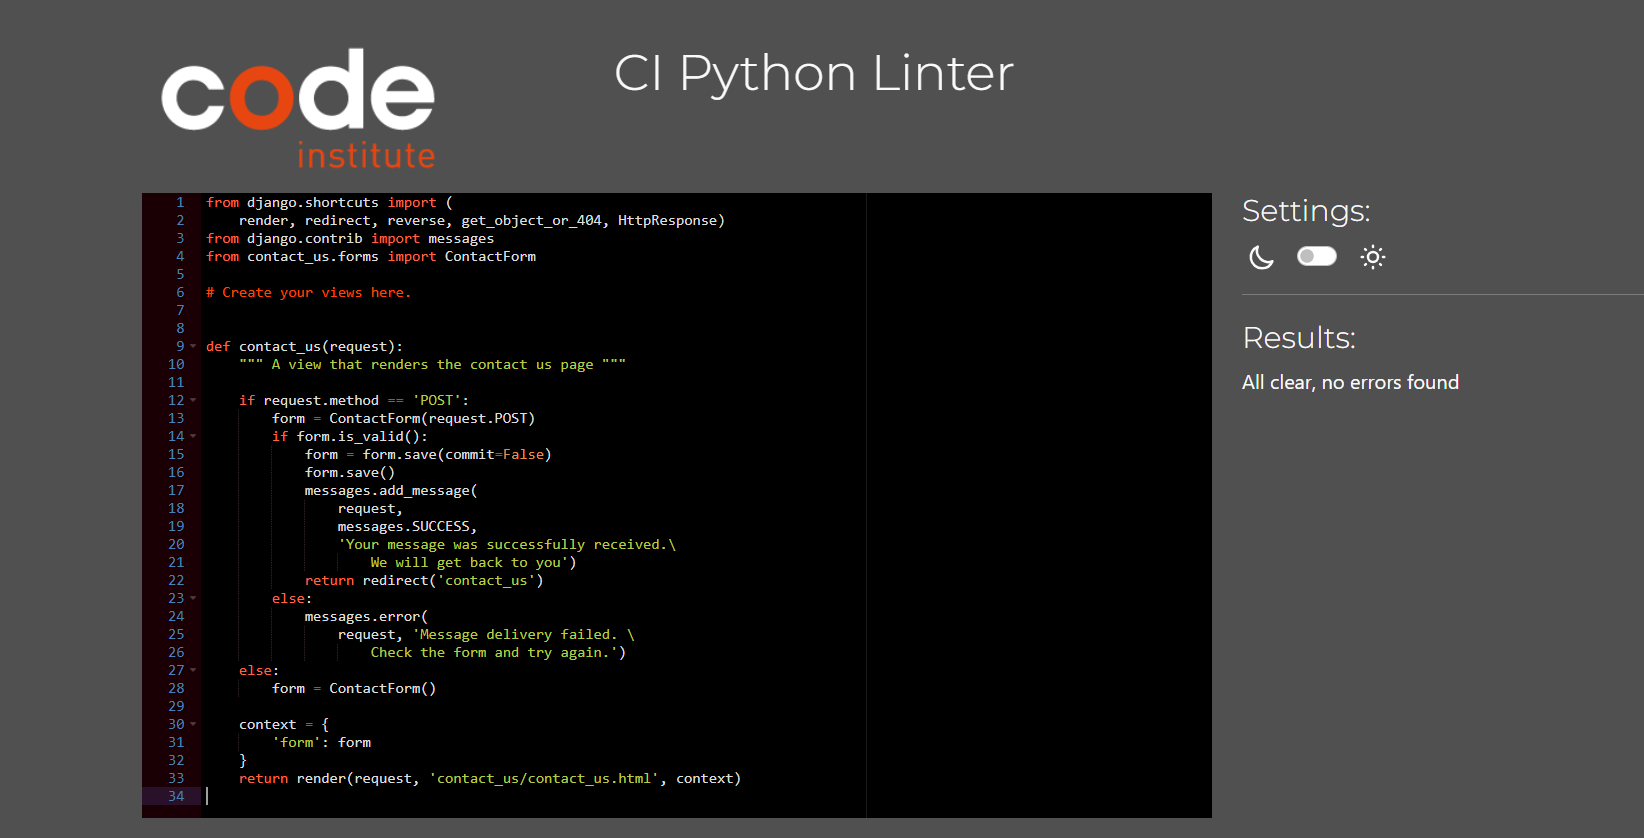 code
institute
CI Python Linter
1 from django.shortcuts import (
2     render, redirect, reverse, get_object_or_404, HttpResponse)
3 from django.contrib import messages
4 from contact_us.forms import ContactForm
5
6 # Create your views here.
7
8
9 def contact_us(request):
10     """ A view that renders the contact us page """
11
12     if request.method == 'POST':
13         form = ContactForm(request.POST)
14         if form.is_valid():
15             form = form.save(commit=False)
16             form.save()
17             messages.add_message(
18                 request,
19                 messages.SUCCESS,
20                 'Your message was successfully received.\
21                     We will get back to you')
22             return redirect('contact_us')
23         else:
24             messages.error(
25                 request, 'Message delivery failed. \
26                     Check the form and try again.')
27     else:
28         form = ContactForm()
29
30     context = {
31         'form': form
32     }
33     return render(request, 'contact_us/contact_us.html', context)
34
Settings:
Results:
All clear, no errors found